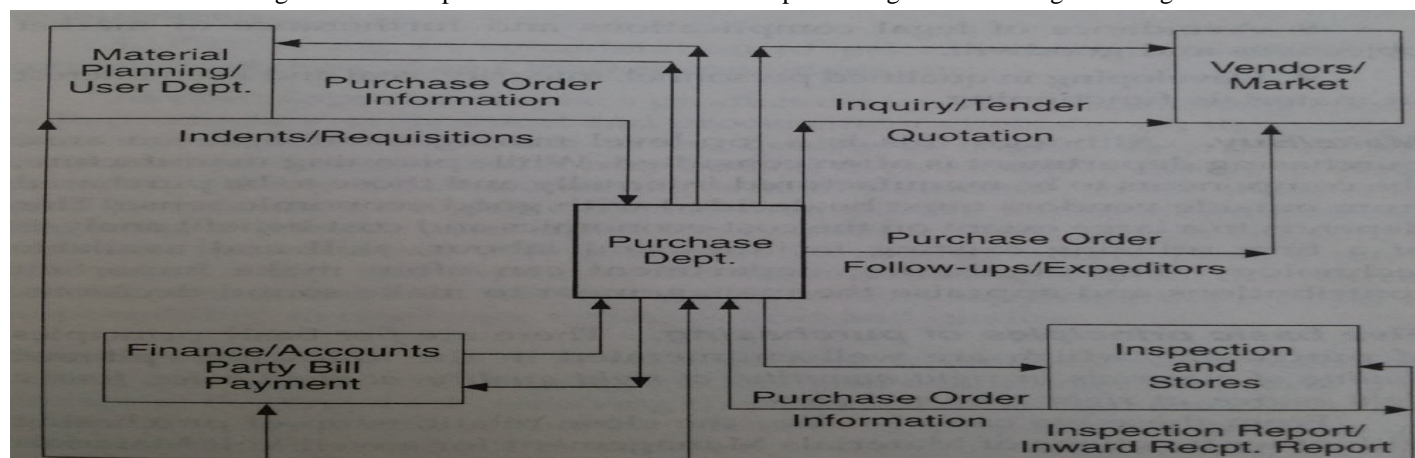 Material
Planning/
User Dept.
Purchase Order
Information
Indents/Requisitions
Vendors/
Market
Inquiry/Tender
Quotation
Purchase
Dept.
Purchase Order
Follow-ups/Expeditors
Finance/Accounts
Party Bill
Payment
Inspection
and
Stores
Purchase Order
Information
Inspection Report/
Inward Recpt. Report